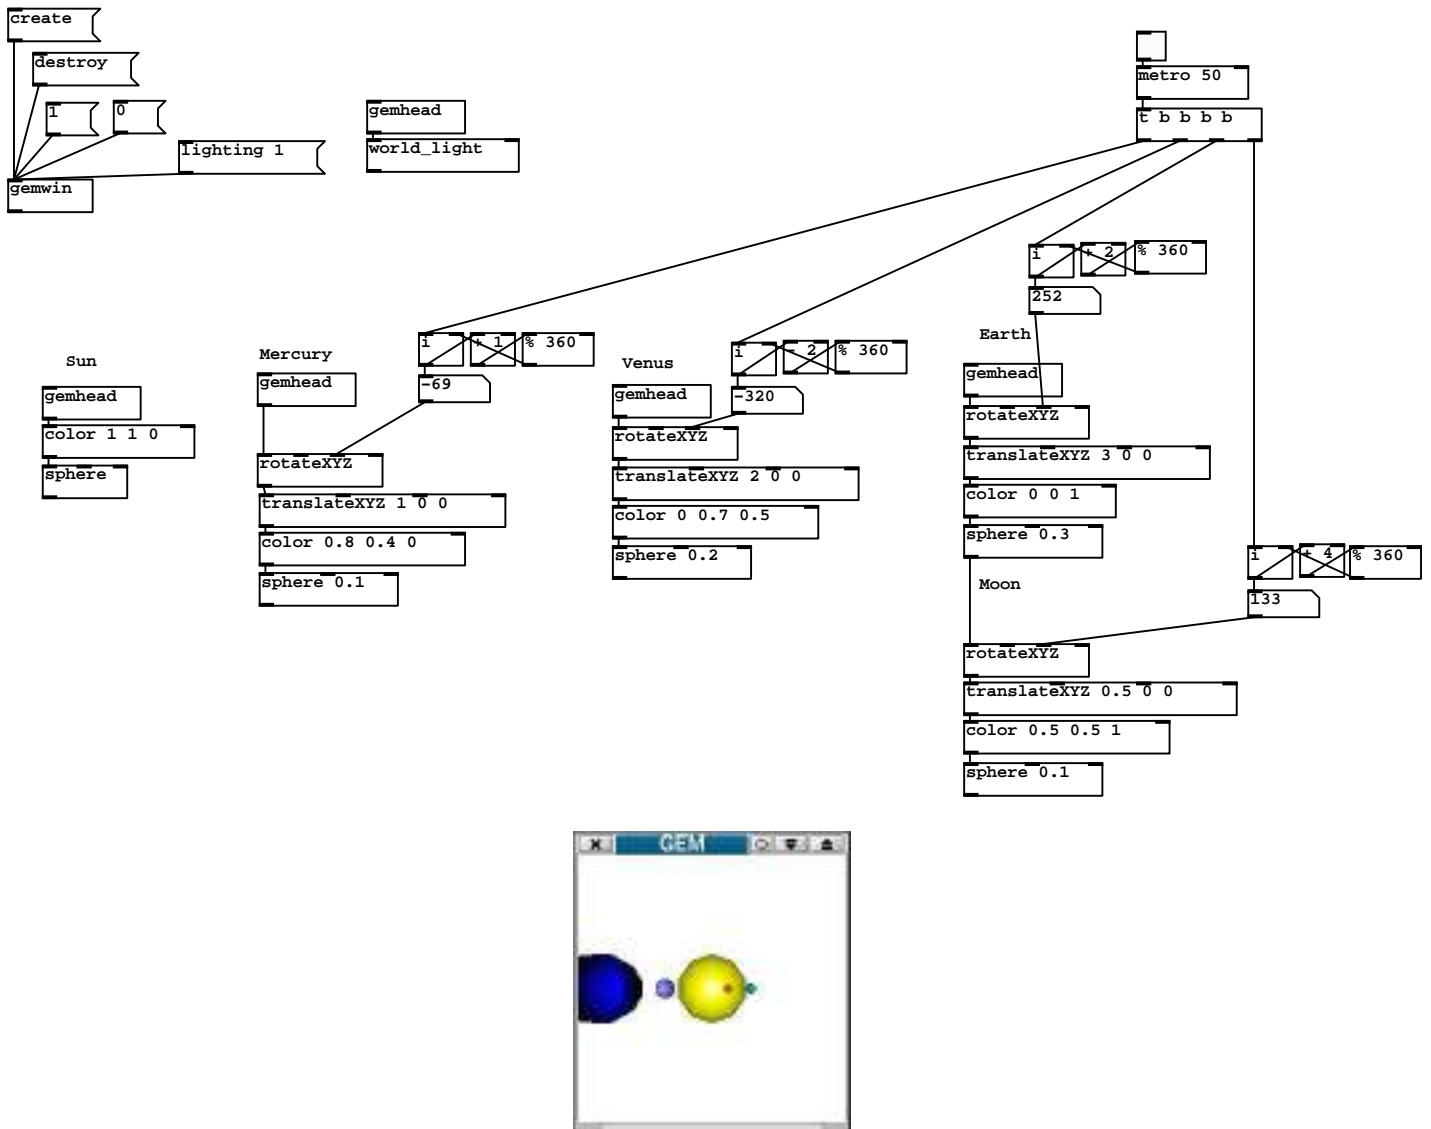 create
destroy
1
0
lighting 1
gemwin
gemhead
world_light
metro 50
t b b b b
i
+ 2
% 360
252
Sun
gemhead
color 1 1 0
sphere
Mercury
gemhead
i
+ 1
% 360
-69
rotateXYZ
translateXYZ 1 0 0
color 0.8 0.4 0
sphere 0.1
Venus
gemhead
i
- 2
% 360
-320
rotateXYZ
translateXYZ 2 0 0
color 0 0.7 0.5
sphere 0.2
Earth
gemhead
rotateXYZ
translateXYZ 3 0 0
color 0 0 1
sphere 0.3
i
+ 4
% 360
133
Moon
rotateXYZ
translateXYZ 0.5 0 0
color 0.5 0.5 1
sphere 0.1
GEM